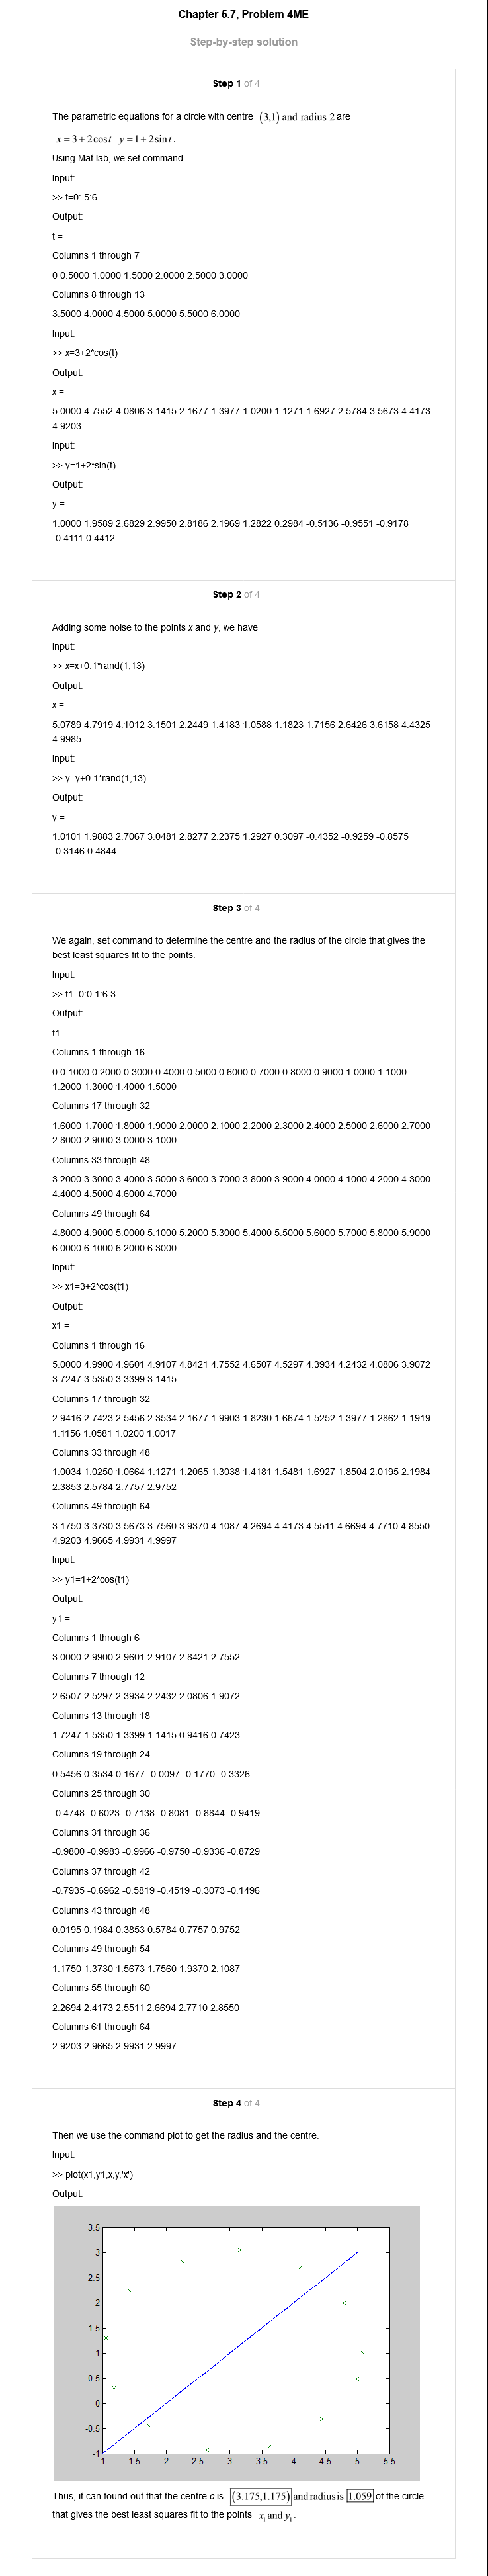 Chapter 5.7, Problem 4ME
Step-by-step solution
Step 1 of 4
The parametric equations for a circle with centre (3,1) and radius 2 are
x = 3 + 2cost y = 1 + 2sint .
Using Mat lab, we set command
Input:
>> t=0:.5:6
Output:
t =
Columns 1 through 7
0 0.5000 1.0000 1.5000 2.0000 2.5000 3.0000
Columns 8 through 13
3.5000 4.0000 4.5000 5.0000 5.5000 6.0000
Input:
>> x=3+2*cos(t)
Output:
x =
5.0000 4.7552 4.0806 3.1415 2.1677 1.3977 1.0200 1.1271 1.6927 2.5784 3.5673 4.4173
4.9203
Input:
>> y=1+2*sin(t)
Output:
y =
1.0000 1.9589 2.6829 2.9950 2.8186 2.1969 1.2822 0.2984 -0.5136 -0.9551 -0.9178
-0.4111 0.4412
Step 2 of 4
Adding some noise to the points x and y, we have
Input:
>> x=x+0.1*rand(1,13)
Output:
x =
5.0789 4.7919 4.1012 3.1501 2.2449 1.4183 1.0588 1.1823 1.7156 2.6426 3.6158 4.4325
4.9985
Input:
>> y=y+0.1*rand(1,13)
Output:
y =
1.0101 1.9883 2.7067 3.0481 2.8277 2.2375 1.2927 0.3097 -0.4352 -0.9259 -0.8575
-0.3146 0.4844
Step 3 of 4
We again, set command to determine the centre and the radius of the circle that gives the
best least squares fit to the points.
Input:
>> t1=0:0.1:6.3
Output:
t1 =
Columns 1 through 16
0 0.1000 0.2000 0.3000 0.4000 0.5000 0.6000 0.7000 0.8000 0.9000 1.0000 1.1000
1.2000 1.3000 1.4000 1.5000
Columns 17 through 32
1.6000 1.7000 1.8000 1.9000 2.0000 2.1000 2.2000 2.3000 2.4000 2.5000 2.6000 2.7000
2.8000 2.9000 3.0000 3.1000
Columns 33 through 48
3.2000 3.3000 3.4000 3.5000 3.6000 3.7000 3.8000 3.9000 4.0000 4.1000 4.2000 4.3000
4.4000 4.5000 4.6000 4.7000
Columns 49 through 64
4.8000 4.9000 5.0000 5.1000 5.2000 5.3000 5.4000 5.5000 5.6000 5.7000 5.8000 5.9000
6.0000 6.1000 6.2000 6.3000
Input:
>> x1=3+2*cos(t1)
Output:
x1 =
Columns 1 through 16
5.0000 4.9900 4.9601 4.9107 4.8421 4.7552 4.6507 4.5297 4.3934 4.2432 4.0806 3.9072
3.7247 3.5350 3.3399 3.1415
Columns 17 through 32
2.9416 2.7423 2.5456 2.3534 2.1677 1.9903 1.8230 1.6674 1.5252 1.3977 1.2862 1.1919
1.1156 1.0581 1.0200 1.0017
Columns 33 through 48
1.0034 1.0250 1.0664 1.1271 1.2065 1.3038 1.4181 1.5481 1.6927 1.8504 2.0195 2.1984
2.3853 2.5784 2.7757 2.9752
Columns 49 through 64
3.1750 3.3730 3.5673 3.7560 3.9370 4.1087 4.2694 4.4173 4.5511 4.6694 4.7710 4.8550
4.9203 4.9665 4.9931 4.9997
Input:
>> y1=1+2*cos(t1)
Output:
y1 =
Columns 1 through 6
3.0000 2.9900 2.9601 2.9107 2.8421 2.7552
Columns 7 through 12
2.6507 2.5297 2.3934 2.2432 2.0806 1.9072
Columns 13 through 18
1.7247 1.5350 1.3399 1.1415 0.9416 0.7423
Columns 19 through 24
0.5456 0.3534 0.1677 -0.0097 -0.1770 -0.3326
Columns 25 through 30
-0.4748 -0.6023 -0.7138 -0.8081 -0.8844 -0.9419
Columns 31 through 36
-0.9800 -0.9983 -0.9966 -0.9750 -0.9336 -0.8729
Columns 37 through 42
-0.7935 -0.6962 -0.5819 -0.4519 -0.3073 -0.1496
Columns 43 through 48
0.0195 0.1984 0.3853 0.5784 0.7757 0.9752
Columns 49 through 54
1.1750 1.3730 1.5673 1.7560 1.9370 2.1087
Columns 55 through 60
2.2694 2.4173 2.5511 2.6694 2.7710 2.8550
Columns 61 through 64
2.9203 2.9665 2.9931 2.9997
Step 4 of 4
Then we use the command plot to get the radius and the centre.
Input:
>> plot(x1,y1,x,y,'x')
Output:
3.5
3
2.5
2
1.5
1
0.5
0
-0.5
-1
1 1.5 2 2.5 3 3.5 4 4.5 5 5.5
Thus, it can found out that the centre c is (3.175,1.175) and radius is 1.059 of the circle
that gives the best least squares fit to the points x₁ and y₁ .